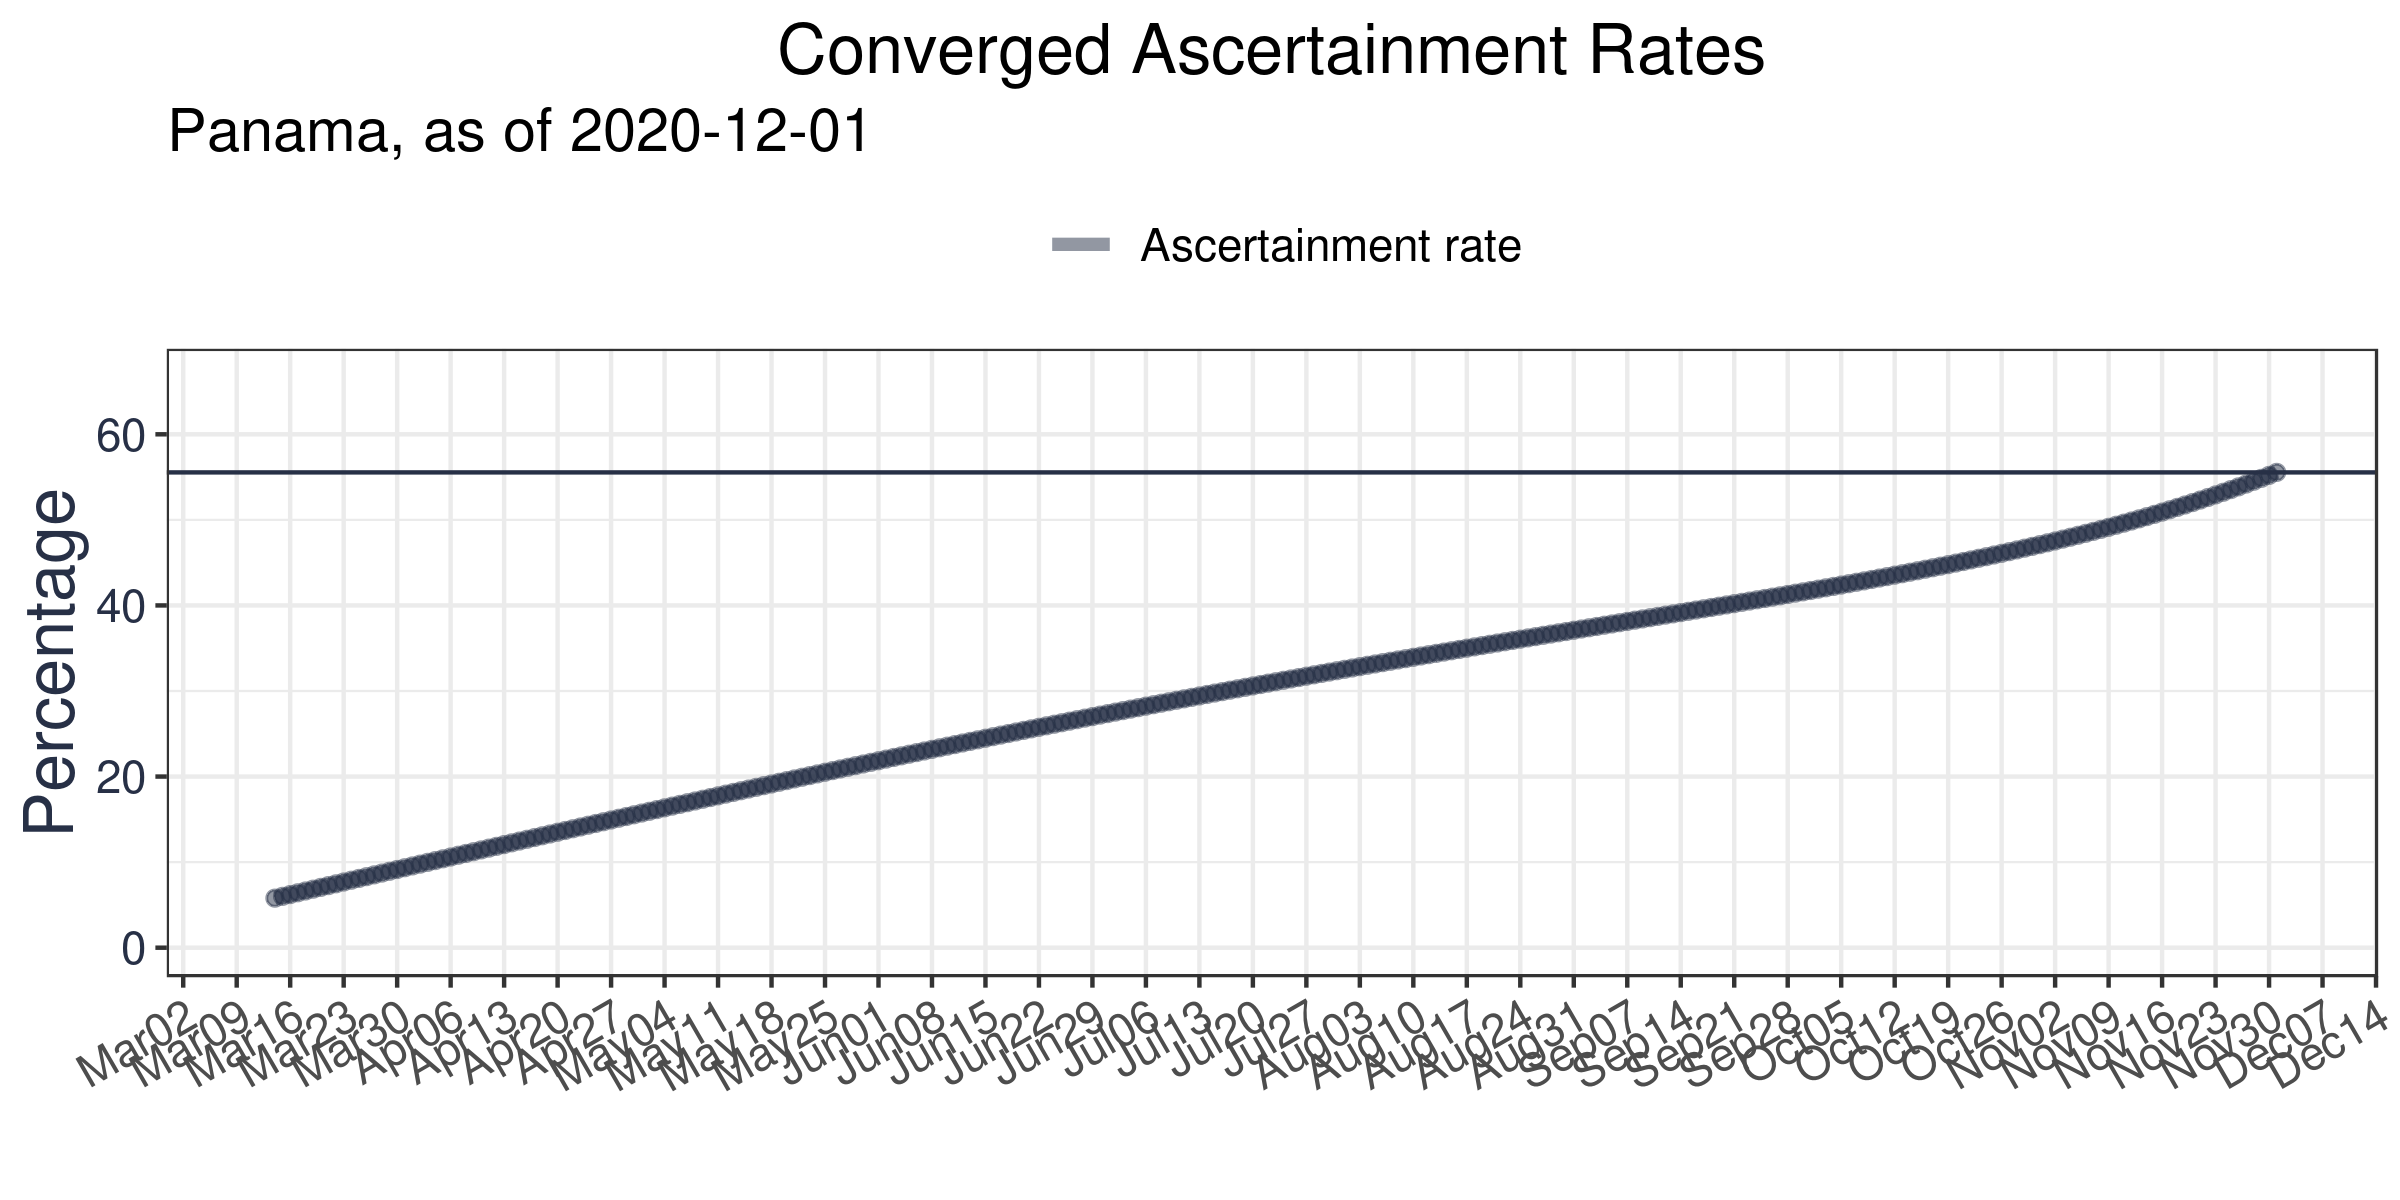 Converged Ascertainment Rates
Panama, as of 2020-12-01
Ascertainment rate
Percentage
60
40
20
0
Mar02
Mar09
Mar16
Mar23
Mar30
Apr06
Apr13
Apr20
Apr27
May04
May11
May18
May25
Jun01
Jun08
Jun15
Jun22
Jun29
Jul06
Jul13
Jul20
Jul27
Aug03
Aug10
Aug17
Aug24
Aug31
Sep07
Sep14
Sep21
Sep28
Oct05
Oct12
Oct19
Oct26
Nov02
Nov09
Nov16
Nov23
Nov30
Dec07
Dec14